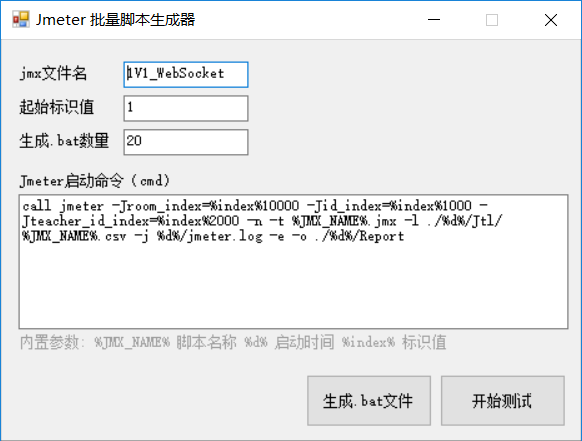 Jmeter 批量脚本生成器
jmx文件名 1V1_WebSocket
起始标识值 1
生成.bat数量 20
Jmeter启动命令（cmd）
call jmeter -Jroom_index=%index%10000 -Jid_index=%index%1000 -
Jteacher_id_index=%index%2000 -n -t %JMX_NAME%.jmx -l ./%d%/Jtl/
%JMX_NAME%.csv -j %d%/jmeter.log -e -o ./%d%/Report
内置参数: %JMX_NAME% 脚本名称 %d% 启动时间 %index% 标识值
生成.bat文件 开始测试